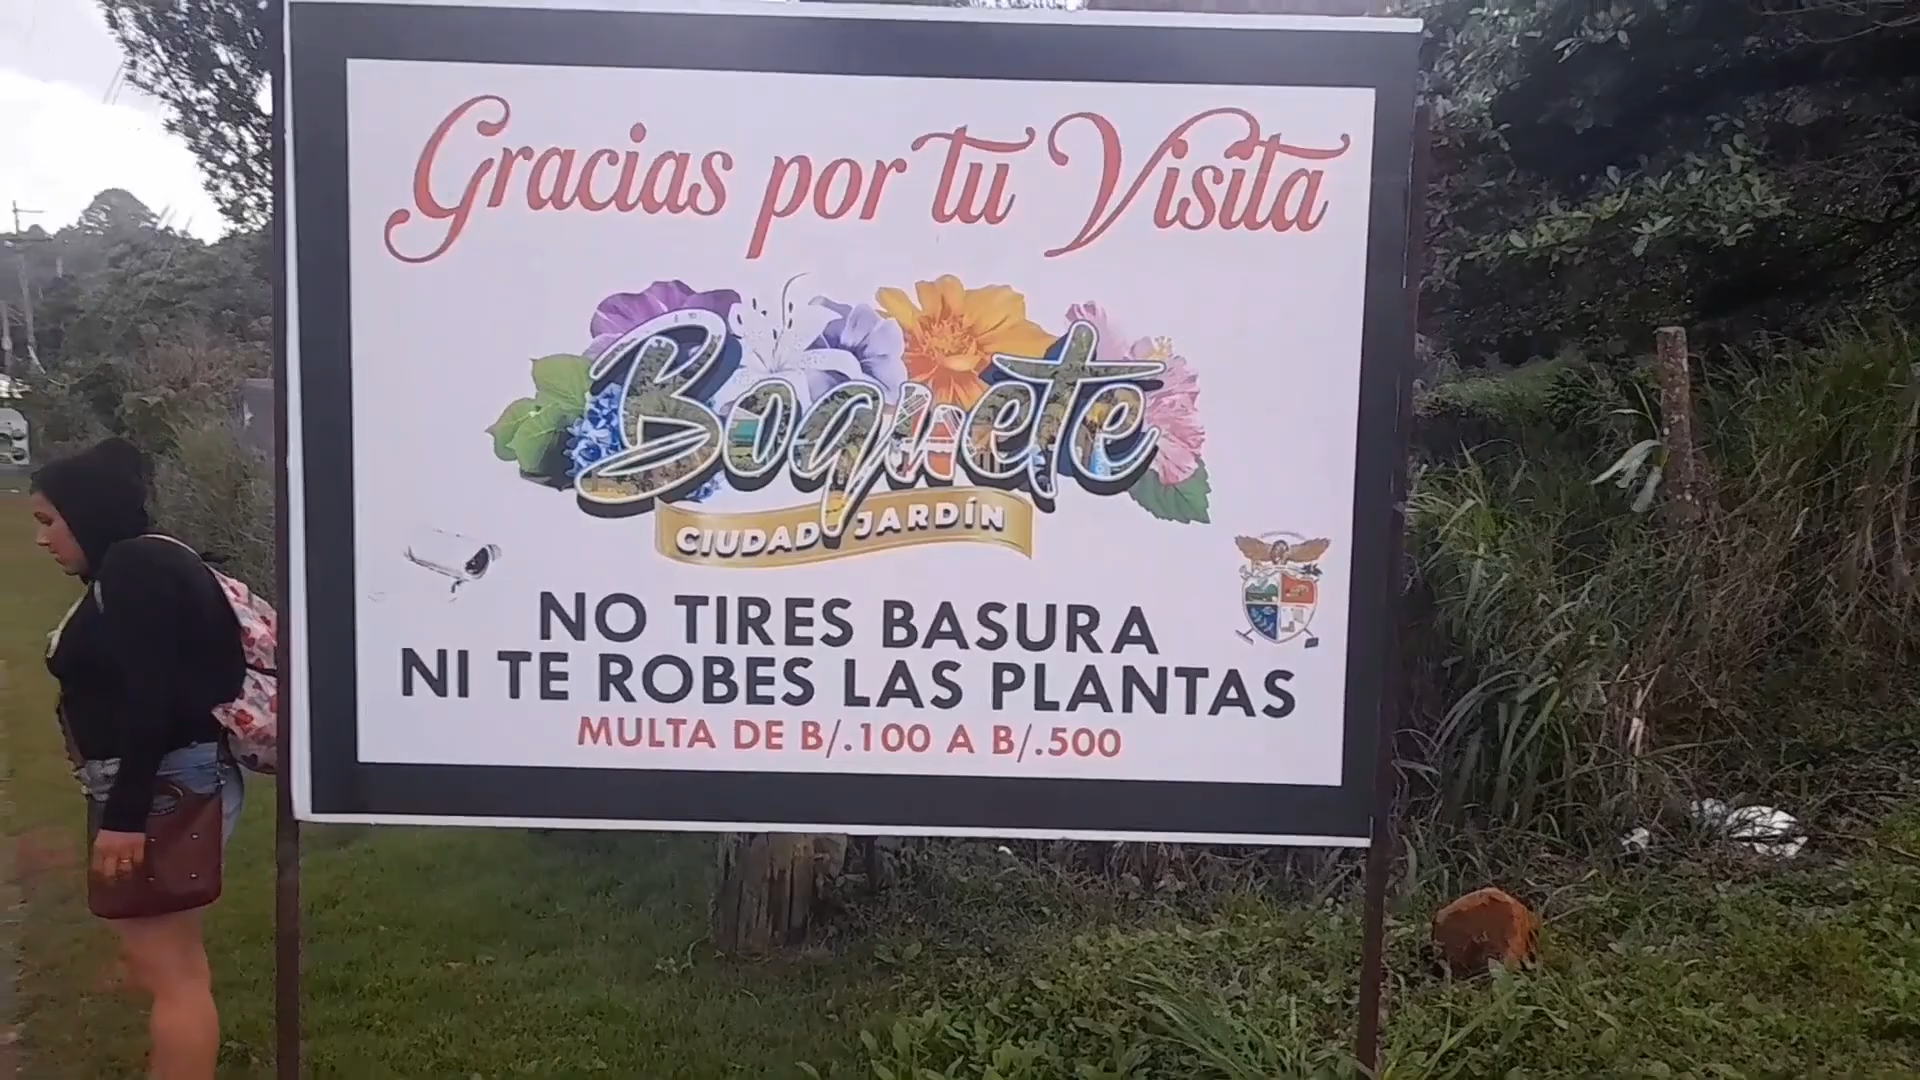 Gracias por tu Visita
Boquete
CIUDAD JARDÍN
NO TIRES BASURA
NI TE ROBES LAS PLANTAS
MULTA DE B/.100 A B/.500